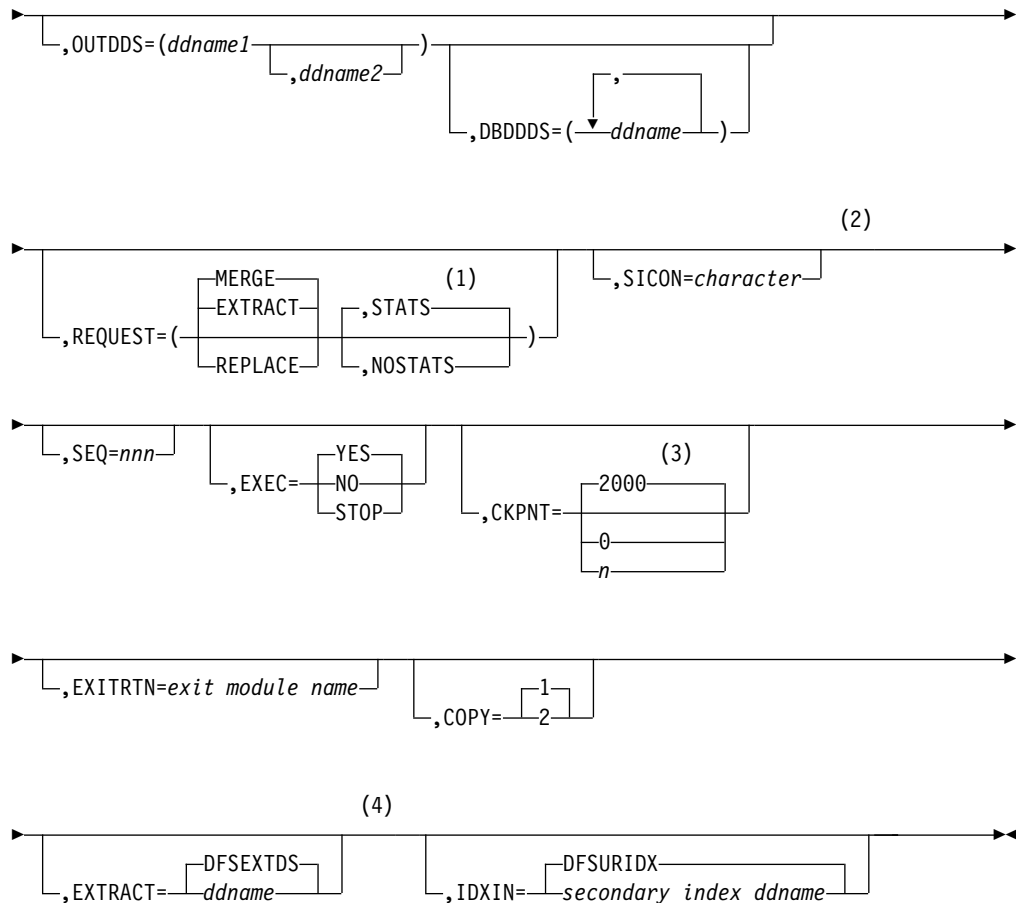 ,OUTDDS=(ddname1 )
,ddname2 ,
,DBDDDS=( ddname )
(2)
MERGE (1) ,SICON=character
EXTRACT ,STATS
,REQUEST=( )
REPLACE ,NOSTATS
,SEQ=nnn YES (3)
,EXEC= NO 2000
STOP ,CKPNT=
0
n
,EXITRTN=exit module name 1
,COPY= 2
(4)
DFSEXTDS DFSURIDX
,EXTRACT= ddname ,IDXIN= secondary index ddname